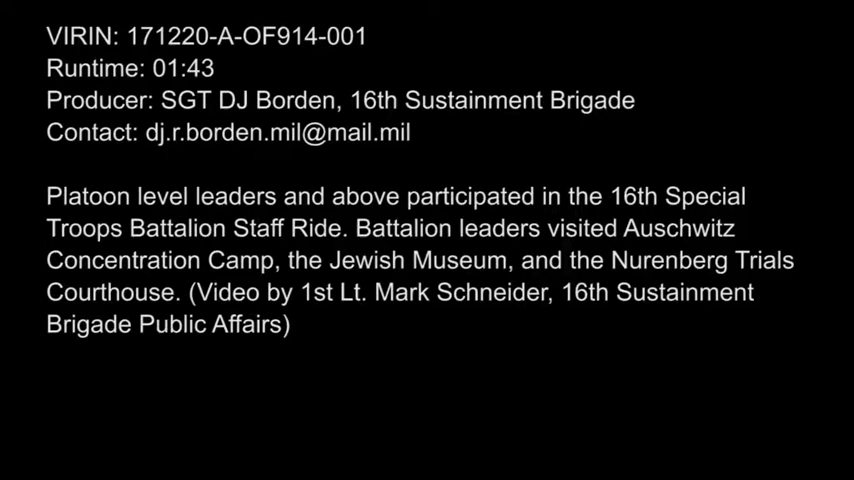 VIRIN: 171220-A-OF914-001
Runtime: 01:43
Producer: SGT DJ Borden, 16th Sustainment Brigade
Contact: dj.r.borden.mil@mail.mil
Platoon level leaders and above participated in the 16th Special
Troops Battalion Staff Ride. Battalion leaders visited Auschwitz
Concentration Camp, the Jewish Museum, and the Nurenberg Trials
Courthouse. (Video by 1st Lt. Mark Schneider, 16th Sustainment
Brigade Public Affairs)